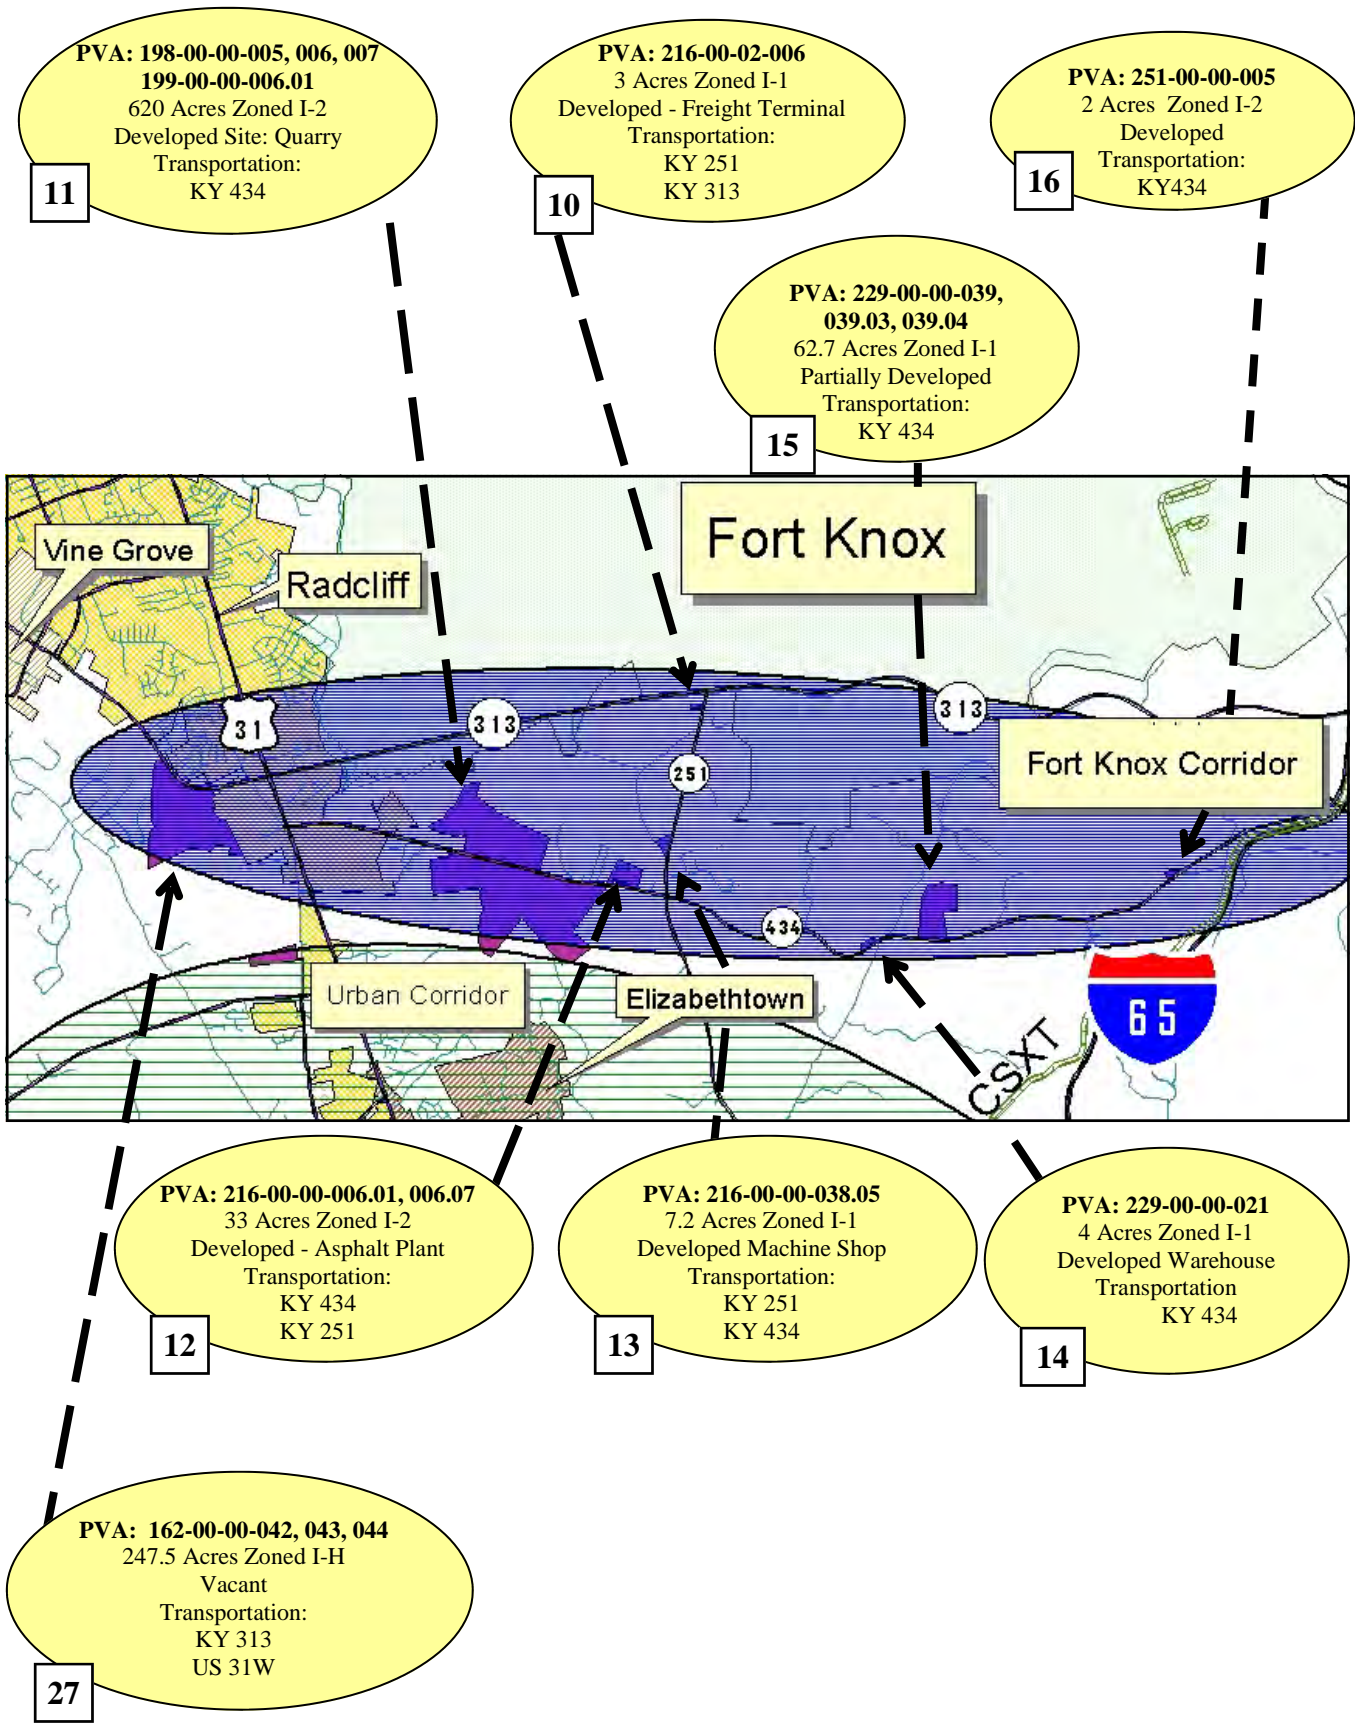 PVA: 198-00-00-005, 006, 007
199-00-00-006.01
620 Acres Zoned I-2
Developed Site: Quarry
Transportation:
KY 434
11
PVA: 216-00-02-006
3 Acres Zoned I-1
Developed - Freight Terminal
Transportation:
KY 251
KY 313
10
PVA: 251-00-00-005
2 Acres Zoned I-2
Developed
Transportation:
KY434
16
PVA: 229-00-00-039,
039.03, 039.04
62.7 Acres Zoned I-1
Partially Developed
Transportation:
KY 434
15
Fort Knox
Vine Grove
Radcliff
31
313
313
251
Fort Knox Corridor
434
Urban Corridor
Elizabethtown
65
CSXT
PVA: 216-00-00-006.01, 006.07
33 Acres Zoned I-2
Developed - Asphalt Plant
Transportation:
KY 434
KY 251
12
PVA: 216-00-00-038.05
7.2 Acres Zoned I-1
Developed Machine Shop
Transportation:
KY 251
KY 434
13
PVA: 229-00-00-021
4 Acres Zoned I-1
Developed Warehouse
Transportation
KY 434
14
PVA: 162-00-00-042, 043, 044
247.5 Acres Zoned I-H
Vacant
Transportation:
KY 313
US 31W
27